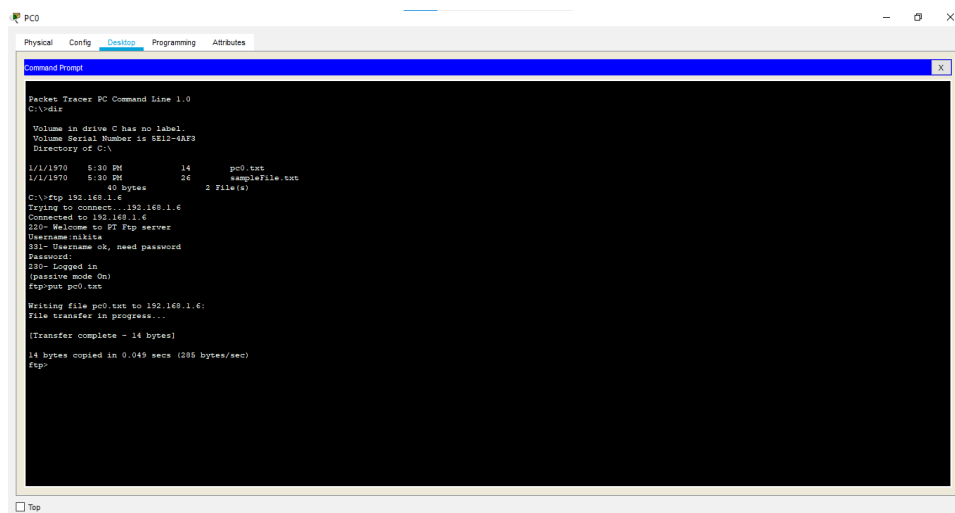 PC0
Physical Config Desktop Programming Attributes
Command Prompt
X
Packet Tracer PC Command Line 1.0
C:\>dir
Volume in drive C has no label.
Volume Serial Number is 5E12-4AF3
Directory of C:\
1/1/1970 5:30 PM 14 pc0.txt
1/1/1970 5:30 PM 26 sampleFile.txt
40 bytes 2 File(s)
C:\>ftp 192.168.1.6
Trying to connect...192.168.1.6
Connected to 192.168.1.6
220- Welcome to PT Ftp server
Username:nikita
331- Username ok, need password
Password:
230- Logged in
(passive mode On)
ftp>put pc0.txt
Writing file pc0.txt to 192.168.1.6:
File transfer in progress...
[Transfer complete - 14 bytes]
14 bytes copied in 0.049 secs (285 bytes/sec)
ftp>
Top